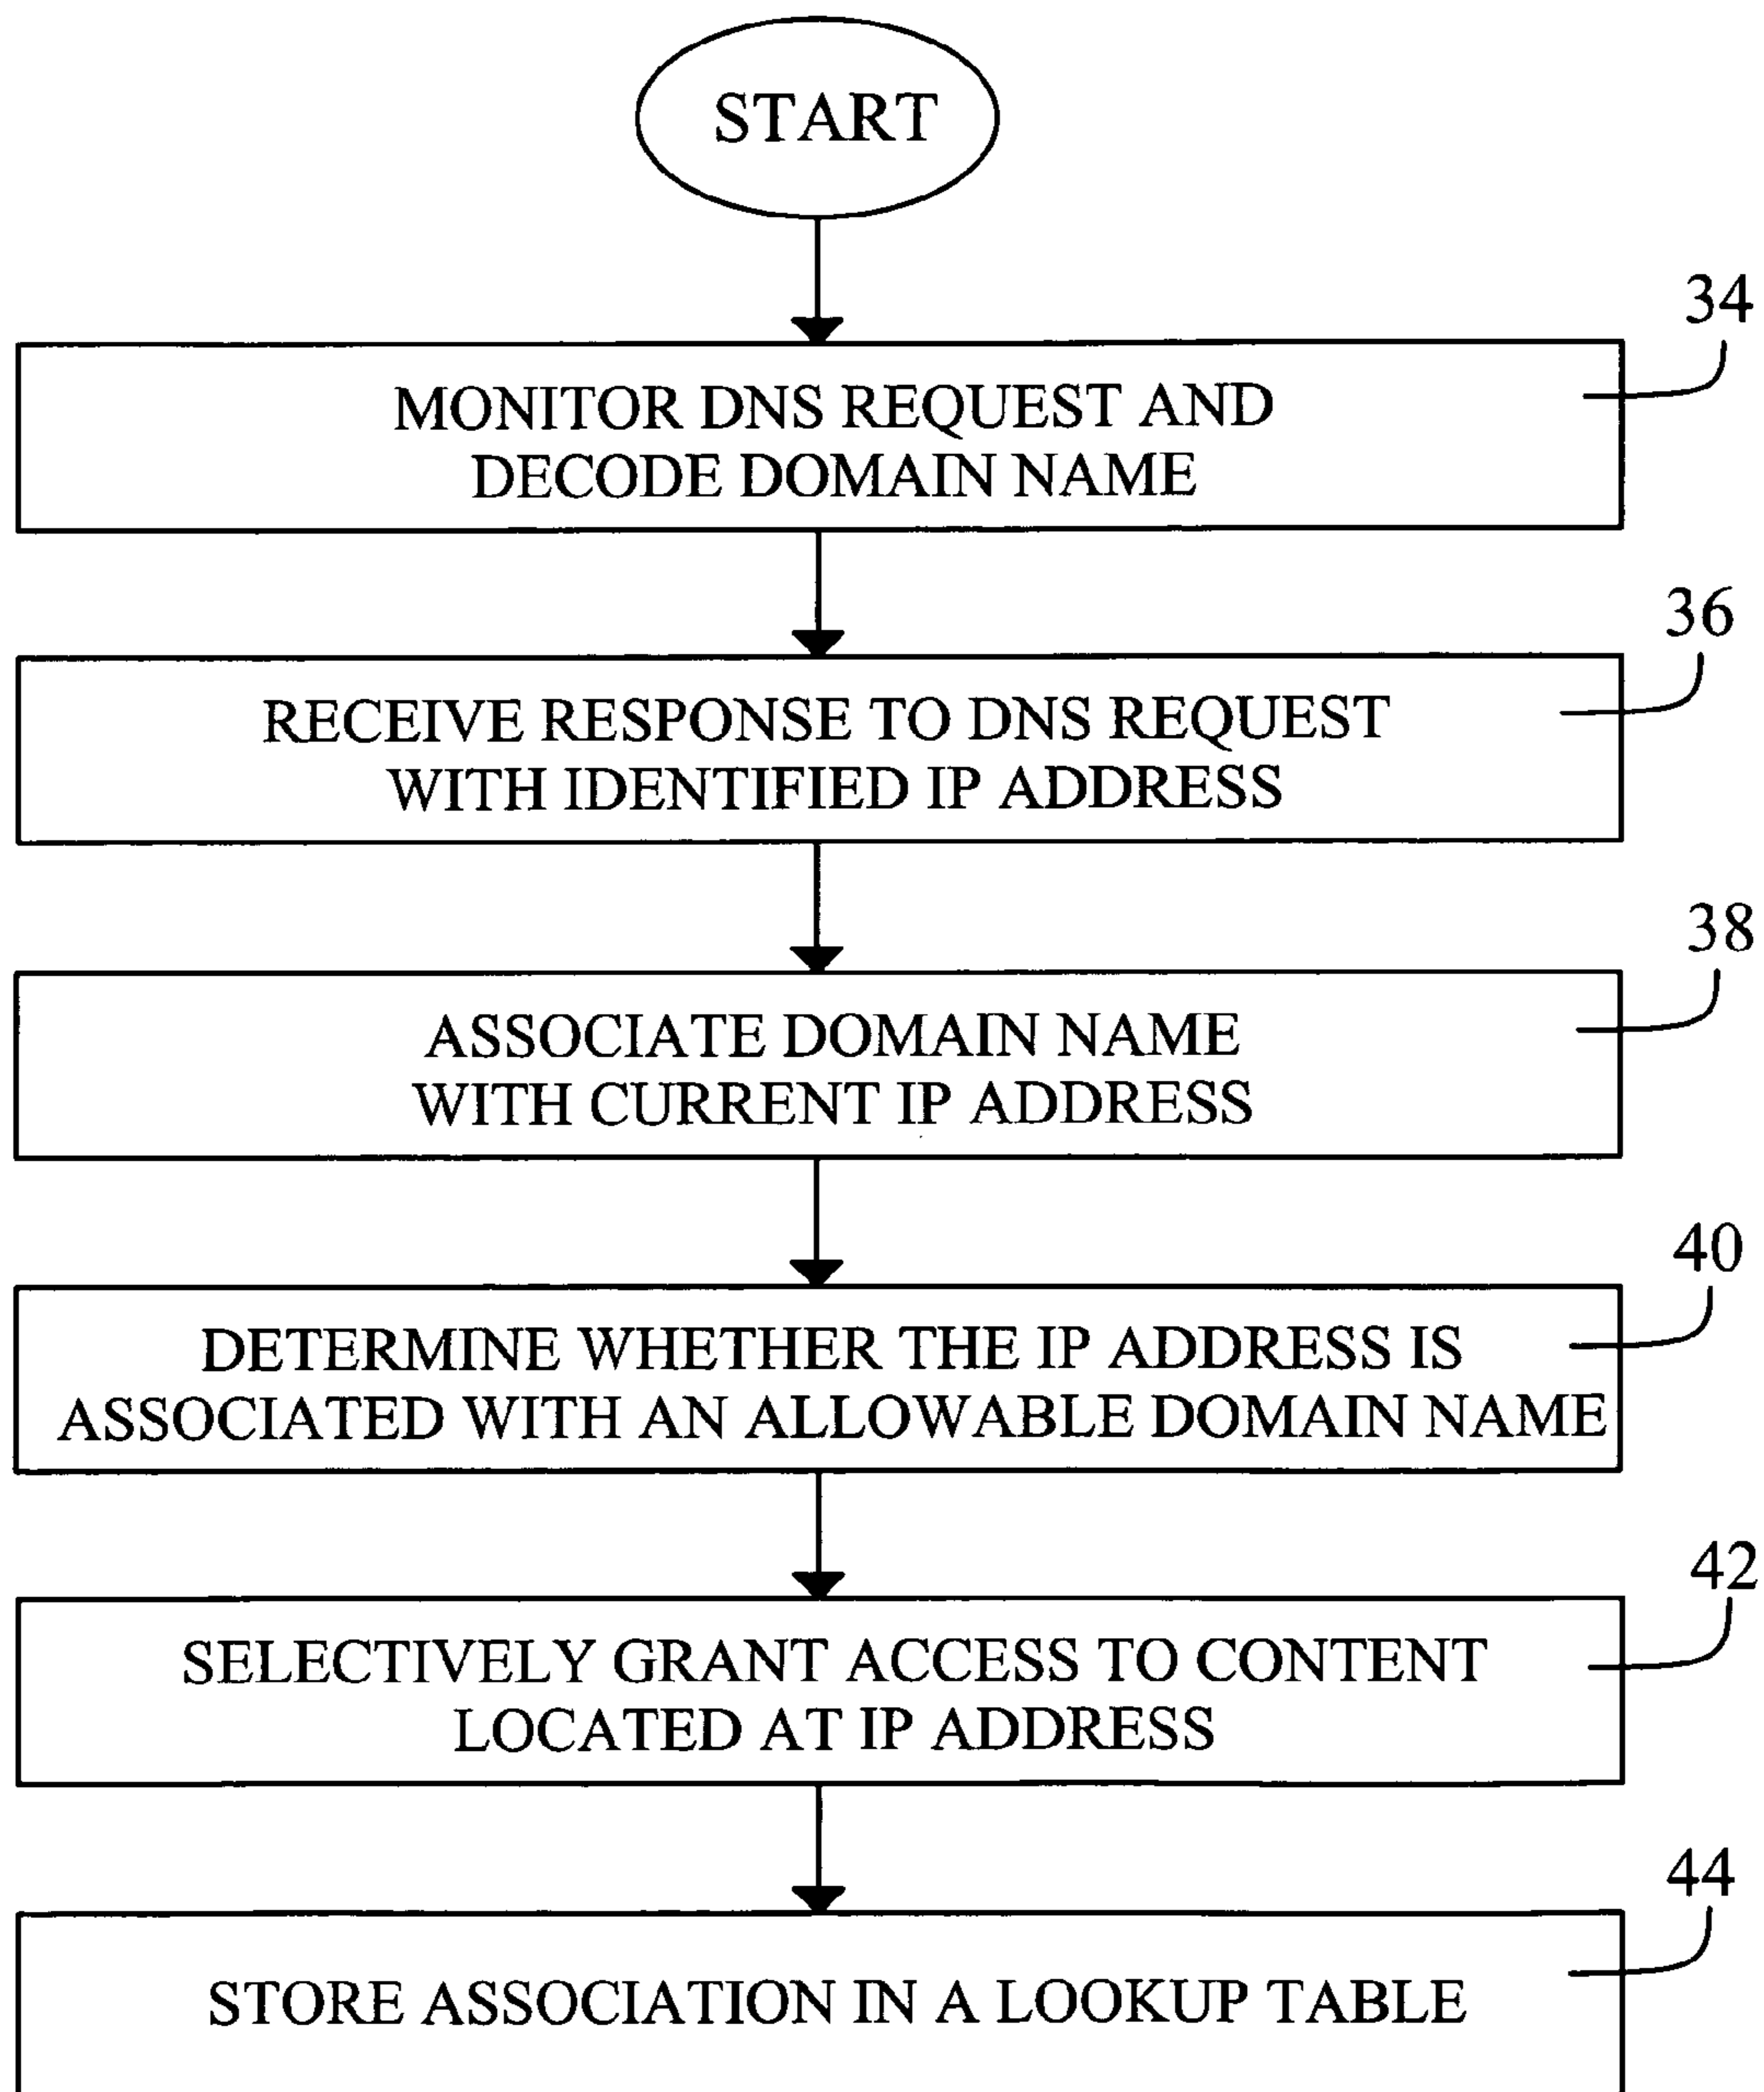 START
34
MONITOR DNS REQUEST AND
DECODE DOMAIN NAME
36
RECEIVE RESPONSE TO DNS REQUEST
WITH IDENTIFIED IP ADDRESS
38
ASSOCIATE DOMAIN NAME
WITH CURRENT IP ADDRESS
40
DETERMINE WHETHER THE IP ADDRESS IS
ASSOCIATED WITH AN ALLOWABLE DOMAIN NAME
42
SELECTIVELY GRANT ACCESS TO CONTENT
LOCATED AT IP ADDRESS
44
STORE ASSOCIATION IN A LOOKUP TABLE